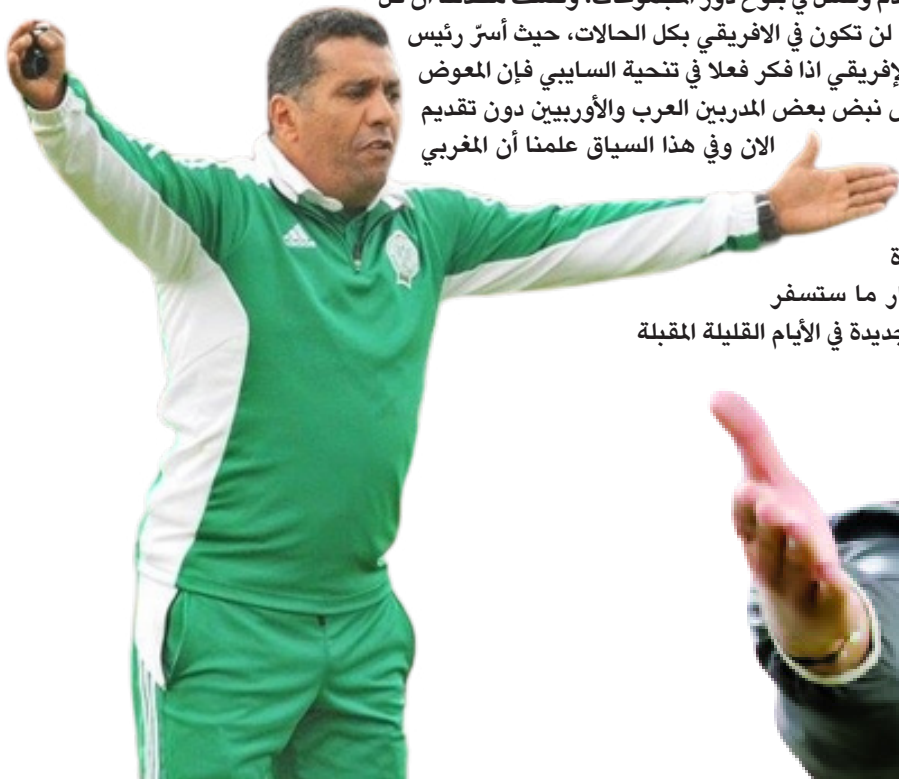 لن تكون في الافريقي بكل الحالات، حيث أسرّ رئيس
لإفريقي اذا فكر فعلا في تنحية السايبي فإن المعوض
نبض بعض المدربين العرب والأوربيين دون تقديم
الان وفي هذا السياق علمنا أن المغربي
ما ستسفر
جديدة في الأيام القليلة المقبلة